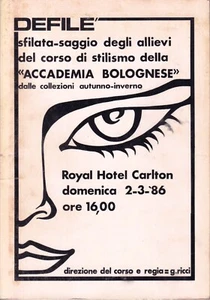 DEFILE'
sfilata-saggio degli allievi
del corso di stilismo della
«ACCADEMIA BOLOGNESE»
dalle collezioni autunno-inverno
Royal Hotel Carlton
domenica 2-3-'86
ore 16,00
direzione del corso e regia: g.ricci